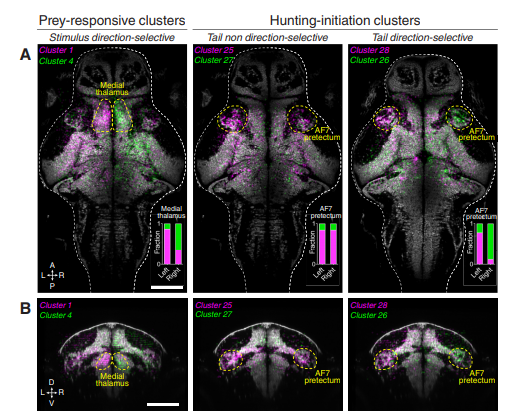 Prey-responsive clusters
Hunting-initiation clusters
Stimulus direction-selective
Tail non direction-selective
Tail direction-selective
A
Cluster 1
Cluster 4
Medial
thalamus
Medial
thalamus
1
Fraction
0
Left
Right
A
L R
P
Cluster 25
Cluster 27
AF7
pretectum
AF7
pretectum
1
Fraction
0
Left
Right
Cluster 28
Cluster 26
AF7
pretectum
AF7
pretectum
1
Fraction
0
Left
Right
B
Cluster 1
Cluster 4
Medial
thalamus
D
L R
V
Cluster 25
Cluster 27
AF7
pretectum
Cluster 28
Cluster 26
AF7
pretectum